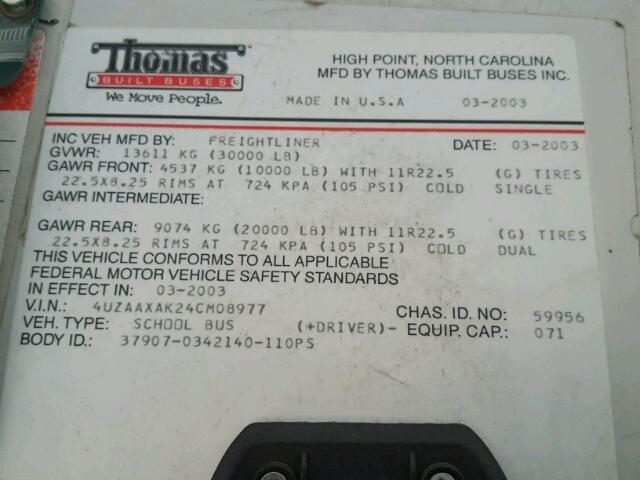 Thomas
BUILT BUSES
We Move People.
HIGH POINT, NORTH CAROLINA
MFD BY THOMAS BUILT BUSES INC.
MADE IN U.S.A 03-2003
INC VEH MFD BY: FREIGHTLINER DATE: 03-2003
GVWR: 13611 KG (30000 LB)
GAWR FRONT: 4537 KG (10000 LB) WITH 11R22.5 (G) TIRES
22.5X8.25 RIMS AT 724 KPA (105 PSI) COLD SINGLE
GAWR INTERMEDIATE:
GAWR REAR: 9074 KG (20000 LB) WITH 11R22.5 (G) TIRES
22.5X8.25 RIMS AT 724 KPA (105 PSI) COLD DUAL
THIS VEHICLE CONFORMS TO ALL APPLICABLE
FEDERAL MOTOR VEHICLE SAFETY STANDARDS
IN EFFECT IN: 03-2003
V.I.N.: 4UZAAXAK24CM08977 CHAS. ID. NO: 59956
VEH. TYPE: SCHOOL BUS (+DRIVER)- EQUIP. CAP.: 071
BODY ID.: 37907-0342140-110PS